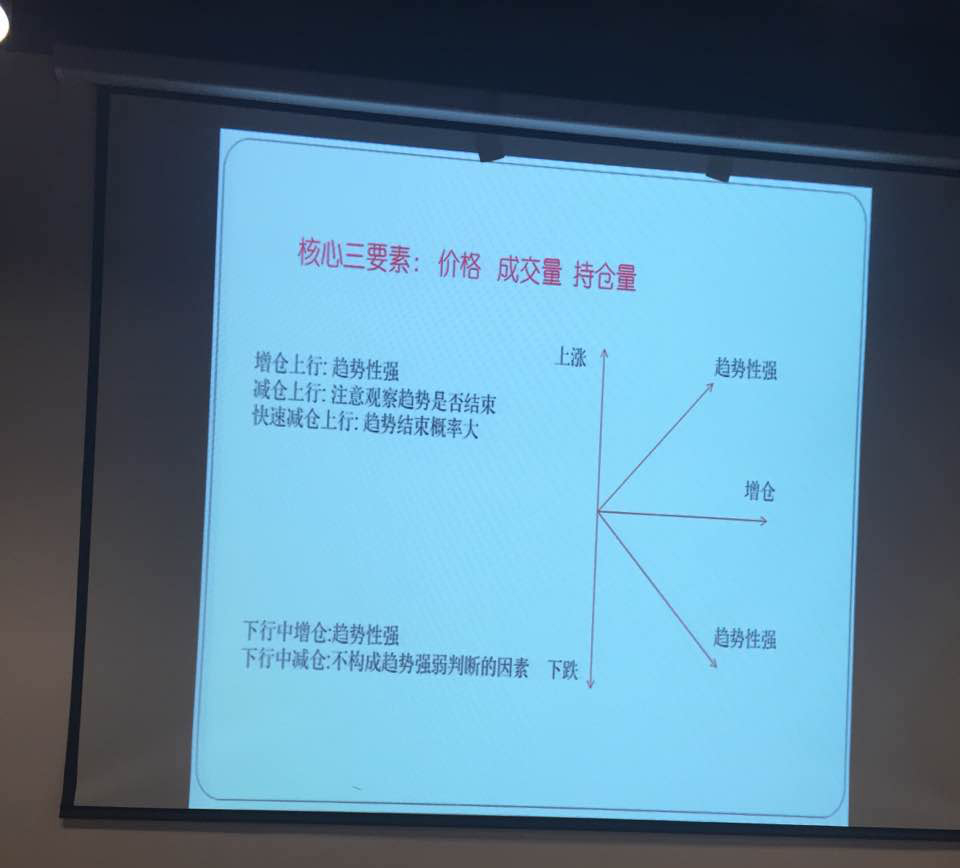 核心三要素： 价格 成交量 持仓量
增仓上行: 趋势性强
减仓上行: 注意观察趋势是否结束
快速减仓上行: 趋势结束概率大
上涨
趋势性强
增仓
趋势性强
下行中增仓:趋势性强
下行中减仓:不构成趋势强弱判断的因素
下跌